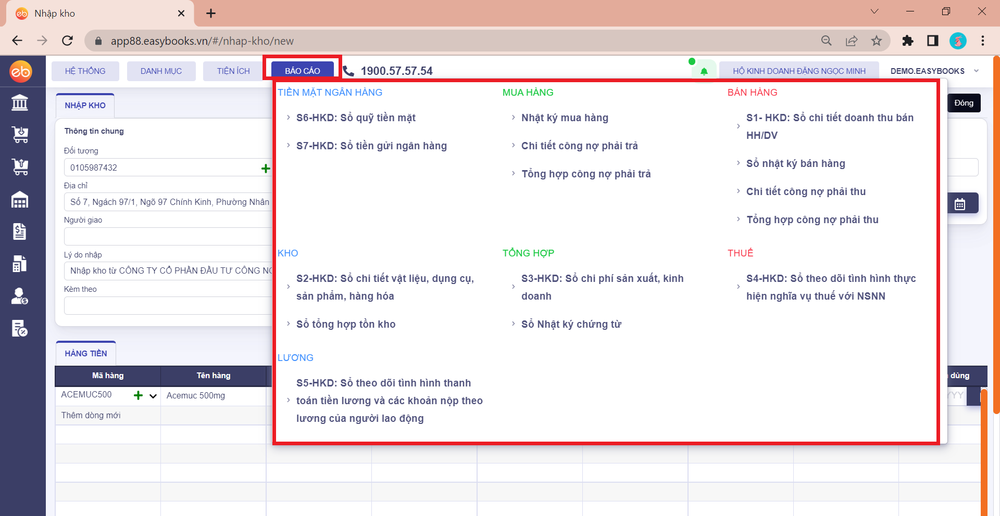 eb Nhập kho
app88.easybooks.vn/#/nhap-kho/new
eb
HỆ THỐNG
DANH MỤC
TIỆN ÍCH
BÁO CÁO
1900.57.57.54
HỘ KINH DOANH ĐẶNG NGỌC MINH
DEMO.EASYBOOKS
NHẬP KHO
Đóng
Thông tin chung
Đối tượng
0105987432
Địa chỉ
Số 7, Ngách 97/1, Ngõ 97 Chính Kinh, Phường Nhân
Người giao
Lý do nhập
Nhập kho từ CÔNG TY CỔ PHẦN ĐẦU TƯ CÔNG
Kèm theo
TIỀN MẶT NGÂN HÀNG
S6-HKD: Sổ quỹ tiền mặt
S7-HKD: Sổ tiền gửi ngân hàng
MUA HÀNG
Nhật ký mua hàng
Chi tiết công nợ phải trả
Tổng hợp công nợ phải trả
BÁN HÀNG
S1- HKD: Sổ chi tiết doanh thu bán
HH/DV
Sổ nhật ký bán hàng
Chi tiết công nợ phải thu
Tổng hợp công nợ phải thu
KHO
S2-HKD: Sổ chi tiết vật liệu, dụng cụ,
sản phẩm, hàng hóa
Sổ tổng hợp tồn kho
TỔNG HỢP
S3-HKD: Sổ chi phí sản xuất, kinh
doanh
Sổ Nhật ký chứng từ
THUẾ
S4-HKD: Sổ theo dõi tình hình thực
hiện nghĩa vụ thuế với NSNN
LƯƠNG
S5-HKD: Sổ theo dõi tình hình thanh
toán tiền lương và các khoản nộp theo
lương của người lao động
HÀNG TIỀN
Mã hàng
Tên hàng
dùng
ACEMUC500
Acemuc 500mg
YYY
Thêm dòng mới